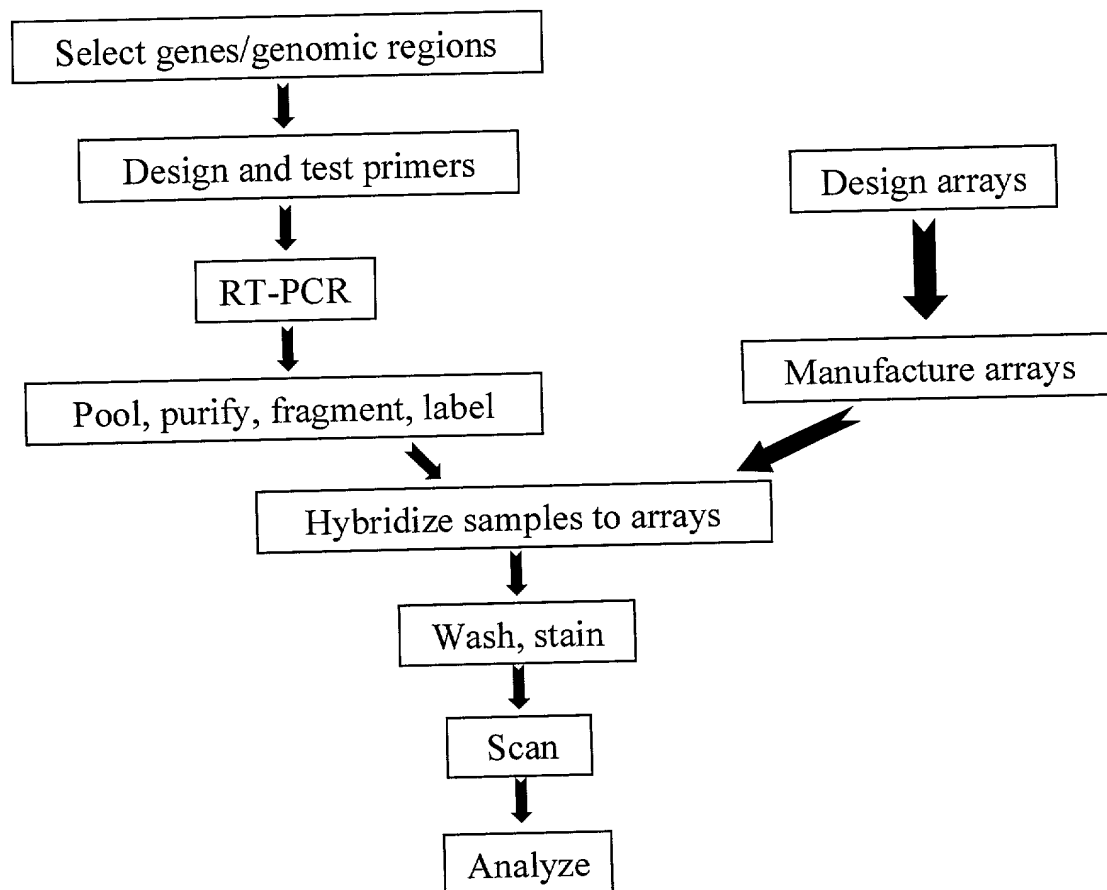 Select genes/genomic regions
Design and test primers
Design arrays
RT-PCR
Manufacture arrays
Pool, purify, fragment, label
Hybridize samples to arrays
Wash, stain
Scan
Analyze